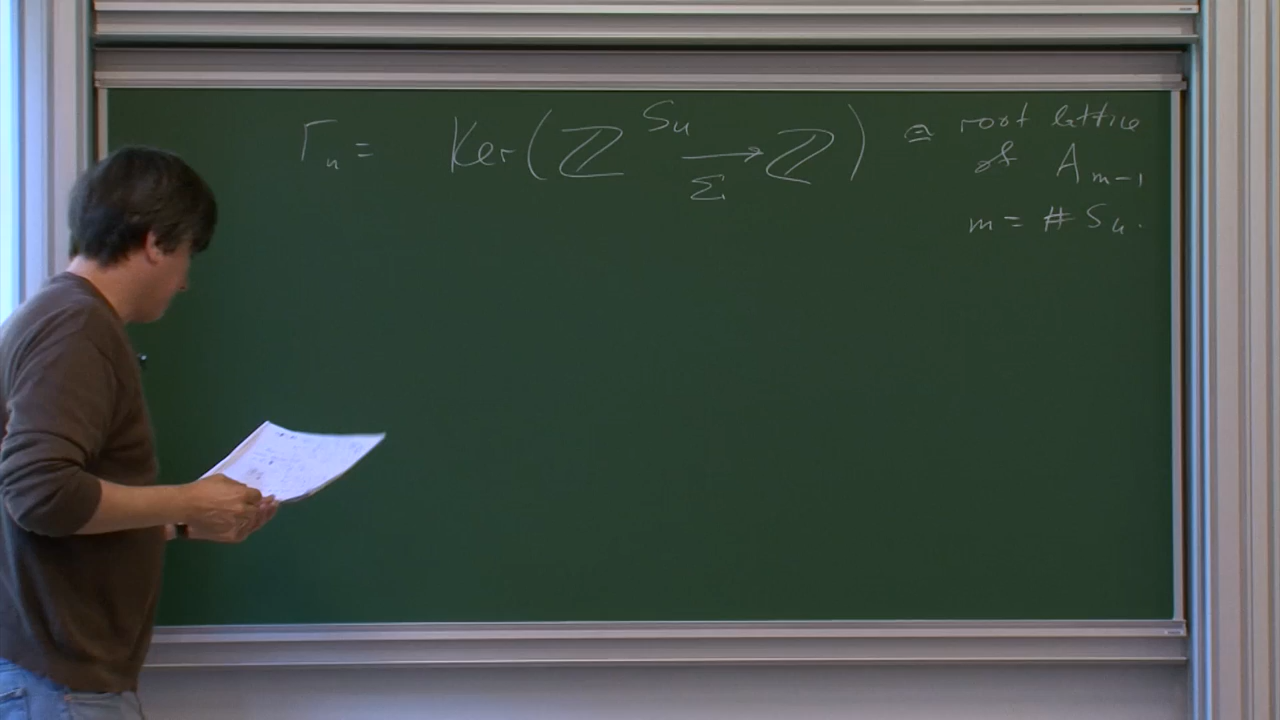 Γ_u = Ker(ℤ^{S_u} →_Σ ℤ) ≅ root lattice
of A_{m-1}
m = # S_u.